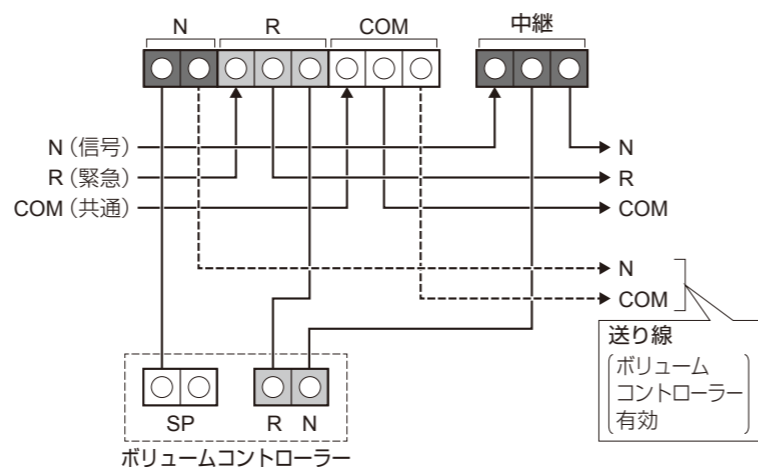 N R COM 中継
N（信号）
R（緊急）
COM（共通）
N
R
COM
N
COM
送り線
ボリューム
コントローラー
有効
SP R N
ボリュームコントローラー